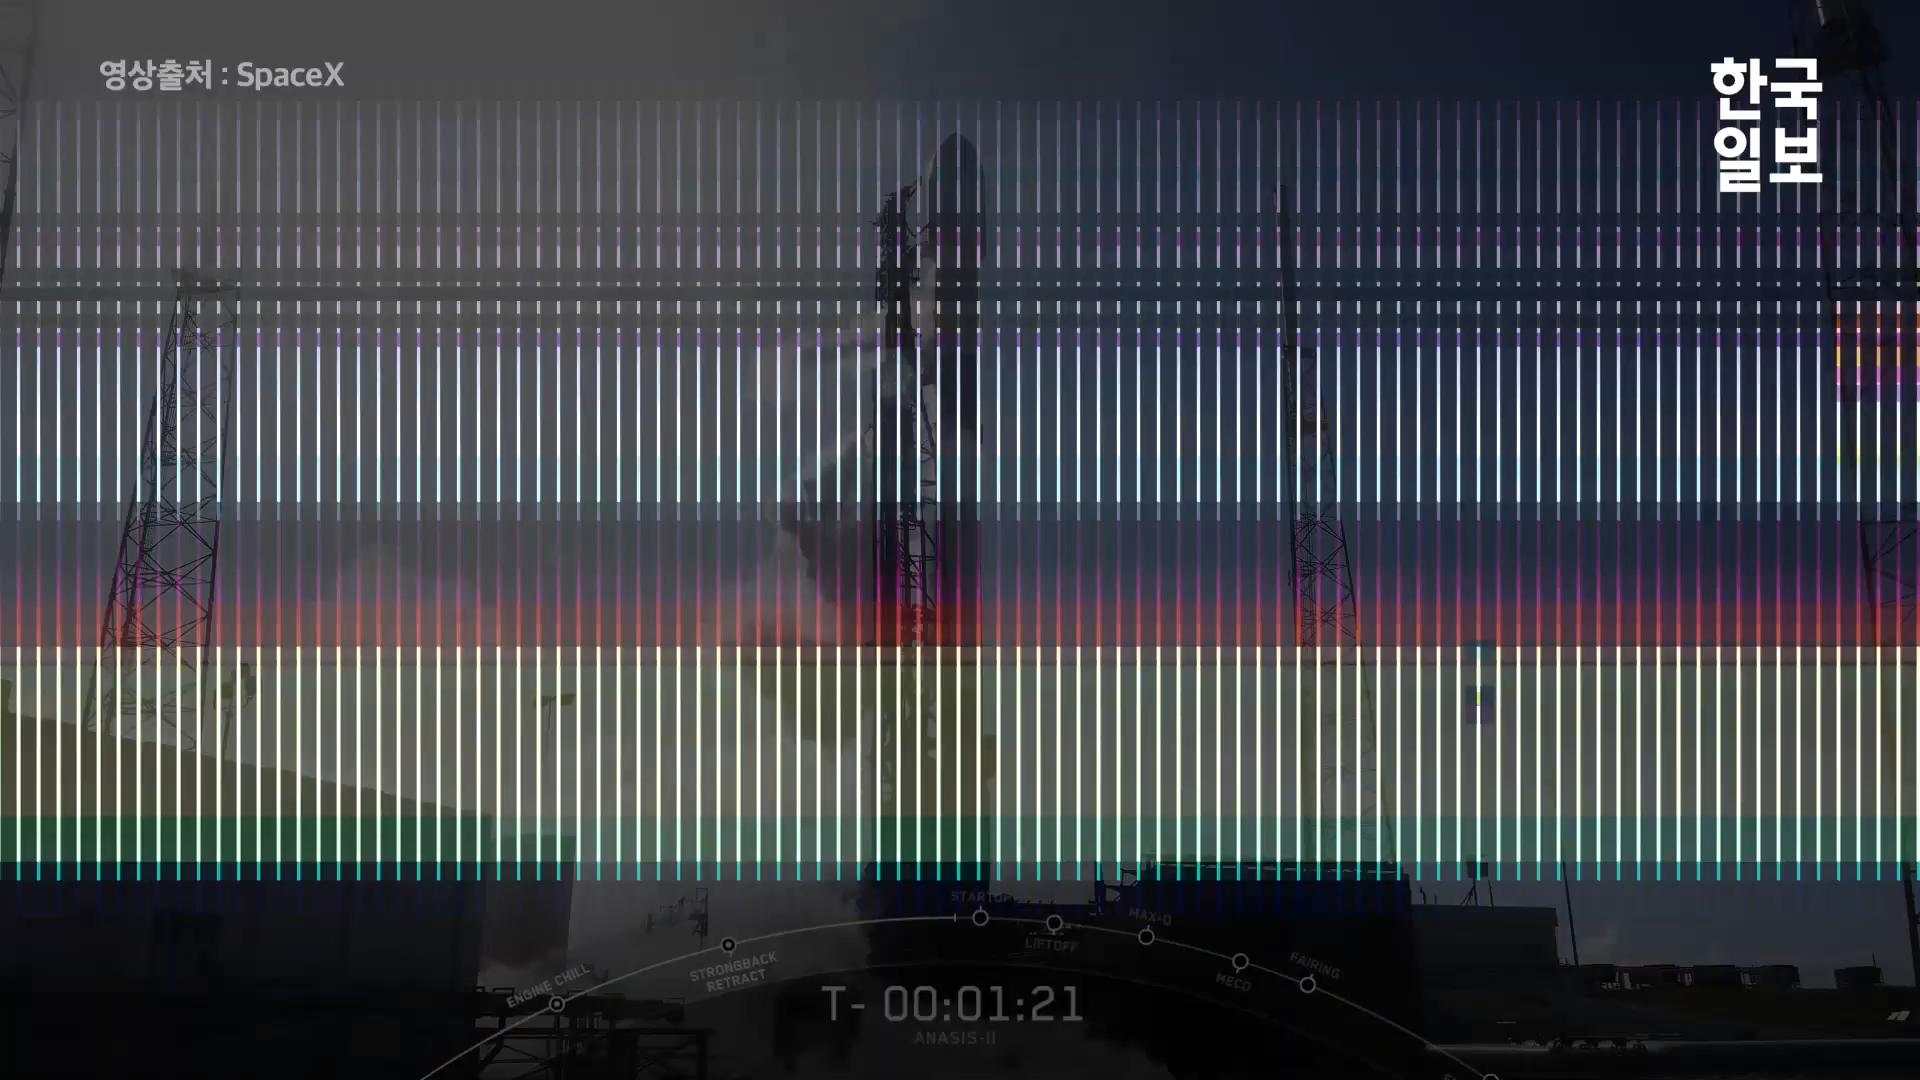 영상출처 : SpaceX
한국
일보
STARTUP
MAX-Q
LIFTOFF
FAIRING
STRONGBACK
RETRACT
MECO
ENGINE CHILL
T- 00:01:21
ANASIS-II